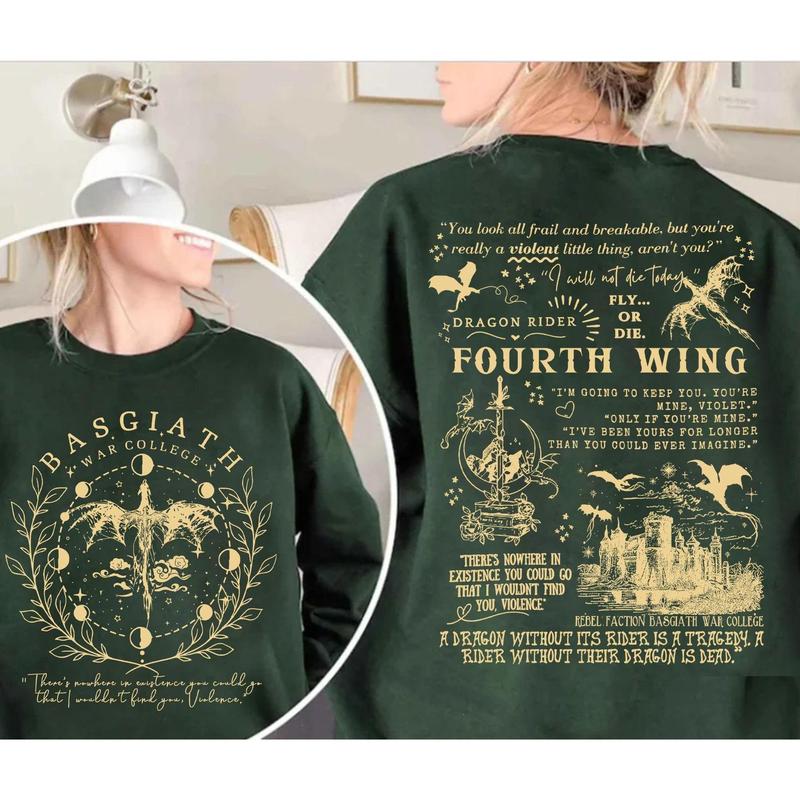 BASGIATH
WAR COLLEGE
"There's nowhere in existence you could go
that I wouldn't find you, Violence."
“You look all frail and breakable, but you're
really a violent little thing, aren't you?”
“I will not die today„
DRAGON RIDER
FLY...
OR
DIE.
FOURTH WING
"I'M GOING TO KEEP YOU. YOU'RE
MINE, VIOLET."
"ONLY IF YOU'RE MINE."
"I'VE BEEN YOURS FOR LONGER
THAN YOU COULD EVER IMAGINE."
"THERE'S NOWHERE IN
EXISTENCE YOU COULD GO
THAT I WOULDNT FIND
YOU, VIOLENCE"
REBEL FACTION BASGIATH WAR COLLEGE
A DRAGON WITHOUT ITS RIDER IS A TRAGEDY. A
RIDER WITHOUT THEIR DRAGON IS DEAD.”